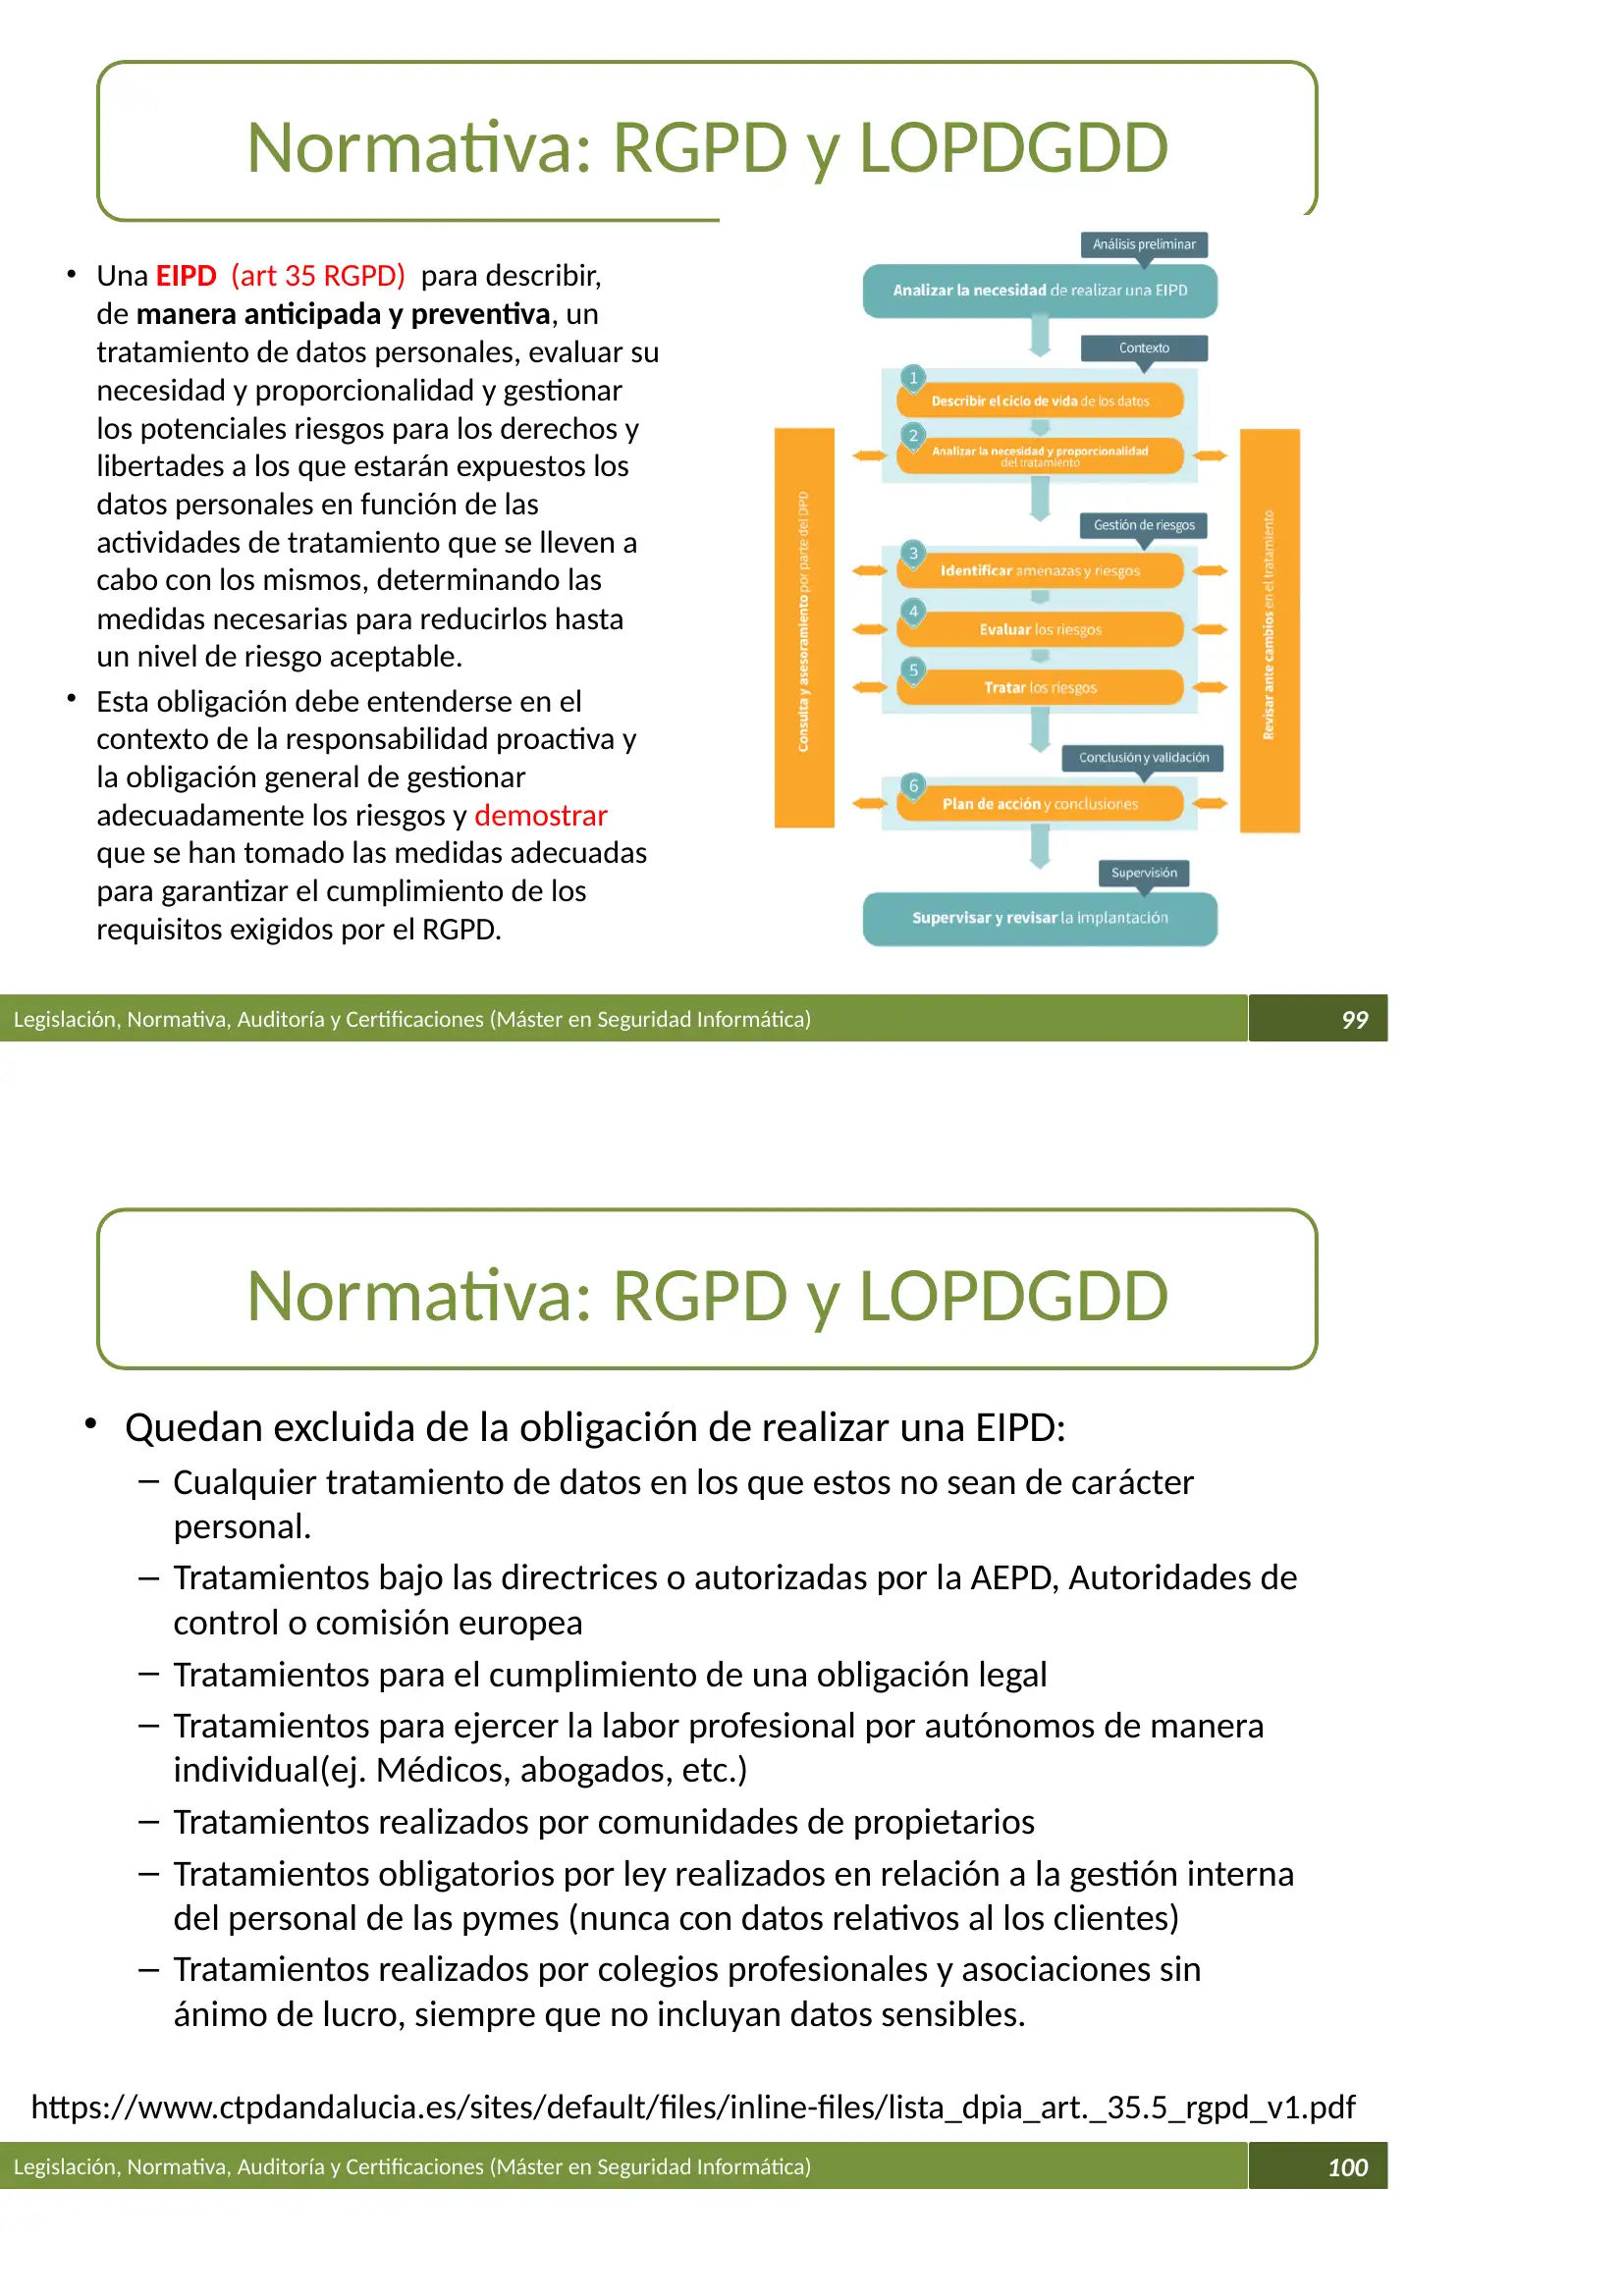 Normativa: RGPD y LOPDGDD
• Una EIPD (art 35 RGPD) para describir,
de manera anticipada y preventiva, un
tratamiento de datos personales, evaluar su
necesidad y proporcionalidad y gestionar
los potenciales riesgos para los derechos y
libertades a los que estarán expuestos los
datos personales en función de las
actividades de tratamiento que se lleven a
cabo con los mismos, determinando las
medidas necesarias para reducirlos hasta
un nivel de riesgo aceptable.
• Esta obligación debe entenderse en el
contexto de la responsabilidad proactiva y
la obligación general de gestionar
adecuadamente los riesgos y demostrar
que se han tomado las medidas adecuadas
para garantizar el cumplimiento de los
requisitos exigidos por el RGPD.
Análisis preliminar
Analizar la necesidad de realizar una EIPD
Contexto
1
Describir el ciclo de vida de los datos
2
Analizar la necesidad y proporcionalidad
del tratamiento
Gestión de riesgos
3
Identificar amenazas y riesgos
4
Evaluar los riesgos
5
Tratar los riesgos
Conclusión y validación
6
Plan de acción y conclusiones
Supervisión
Supervisar y revisar la implantación
Consulta y asesoramiento por parte del DPD
Revisar ante cambios en el tratamiento
Legislación, Normativa, Auditoría y Certificaciones (Máster en Seguridad Informática)
99
Normativa: RGPD y LOPDGDD
• Quedan excluida de la obligación de realizar una EIPD:
– Cualquier tratamiento de datos en los que estos no sean de carácter
personal.
– Tratamientos bajo las directrices o autorizadas por la AEPD, Autoridades de
control o comisión europea
– Tratamientos para el cumplimiento de una obligación legal
– Tratamientos para ejercer la labor profesional por autónomos de manera
individual(ej. Médicos, abogados, etc.)
– Tratamientos realizados por comunidades de propietarios
– Tratamientos obligatorios por ley realizados en relación a la gestión interna
del personal de las pymes (nunca con datos relativos al los clientes)
– Tratamientos realizados por colegios profesionales y asociaciones sin
ánimo de lucro, siempre que no incluyan datos sensibles.
https://www.ctpdandalucia.es/sites/default/files/inline-files/lista_dpia_art._35.5_rgpd_v1.pdf
Legislación, Normativa, Auditoría y Certificaciones (Máster en Seguridad Informática)
100